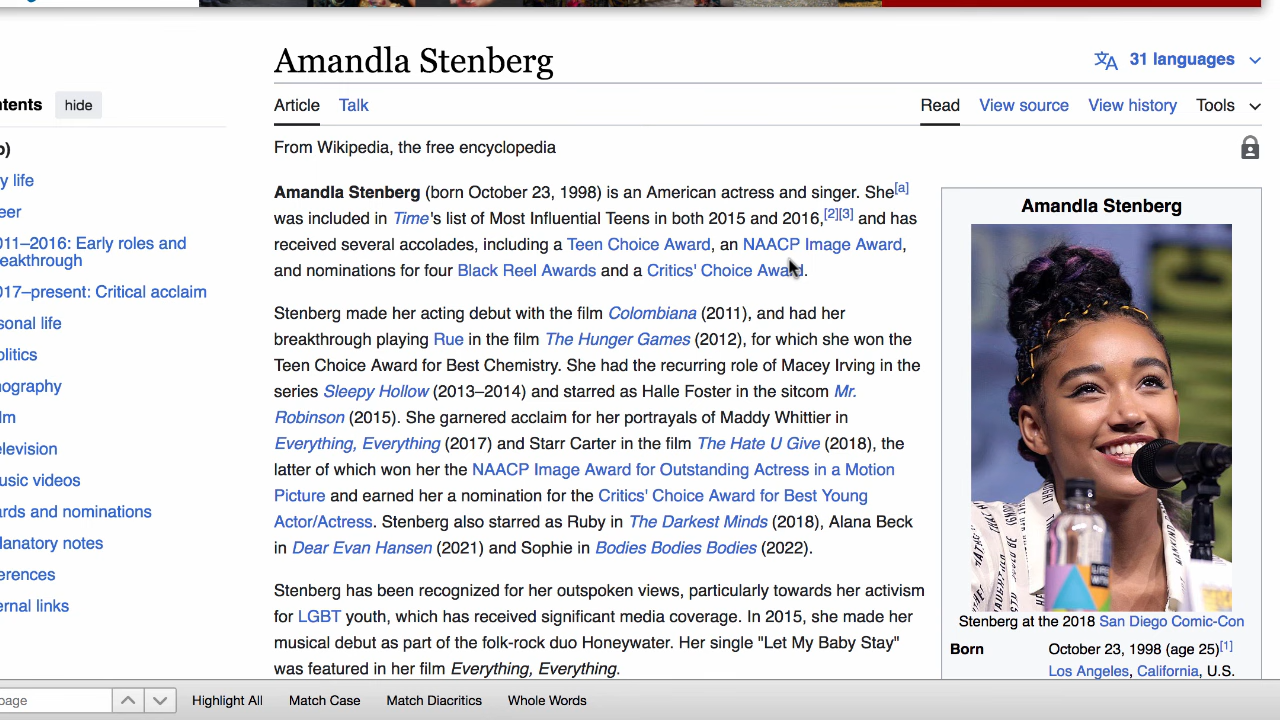 Amandla Stenberg
31 languages
ntents
hide
Article
Talk
Read
View source
View history
Tools
From Wikipedia, the free encyclopedia
p)
y life
eer
011–2016: Early roles and
eakthrough
017–present: Critical acclaim
sonal life
olitics
nography
lm
elevision
usic videos
ards and nominations
lanatory notes
erences
ernal links
Amandla Stenberg (born October 23, 1998) is an American actress and singer. She[a]
was included in Time's list of Most Influential Teens in both 2015 and 2016,[2][3] and has
received several accolades, including a Teen Choice Award, an NAACP Image Award,
and nominations for four Black Reel Awards and a Critics' Choice Award.
Stenberg made her acting debut with the film Colombiana (2011), and had her
breakthrough playing Rue in the film The Hunger Games (2012), for which she won the
Teen Choice Award for Best Chemistry. She had the recurring role of Macey Irving in the
series Sleepy Hollow (2013–2014) and starred as Halle Foster in the sitcom Mr.
Robinson (2015). She garnered acclaim for her portrayals of Maddy Whittier in
Everything, Everything (2017) and Starr Carter in the film The Hate U Give (2018), the
latter of which won her the NAACP Image Award for Outstanding Actress in a Motion
Picture and earned her a nomination for the Critics' Choice Award for Best Young
Actor/Actress. Stenberg also starred as Ruby in The Darkest Minds (2018), Alana Beck
in Dear Evan Hansen (2021) and Sophie in Bodies Bodies Bodies (2022).
Stenberg has been recognized for her outspoken views, particularly towards her activism
for LGBT youth, which has received significant media coverage. In 2015, she made her
musical debut as part of the folk-rock duo Honeywater. Her single "Let My Baby Stay"
was featured in her film Everything, Everything.
Amandla Stenberg
Stenberg at the 2018 San Diego Comic-Con
Born October 23, 1998 (age 25)[1]
Los Angeles, California, U.S.
page
Highlight All
Match Case
Match Diacritics
Whole Words